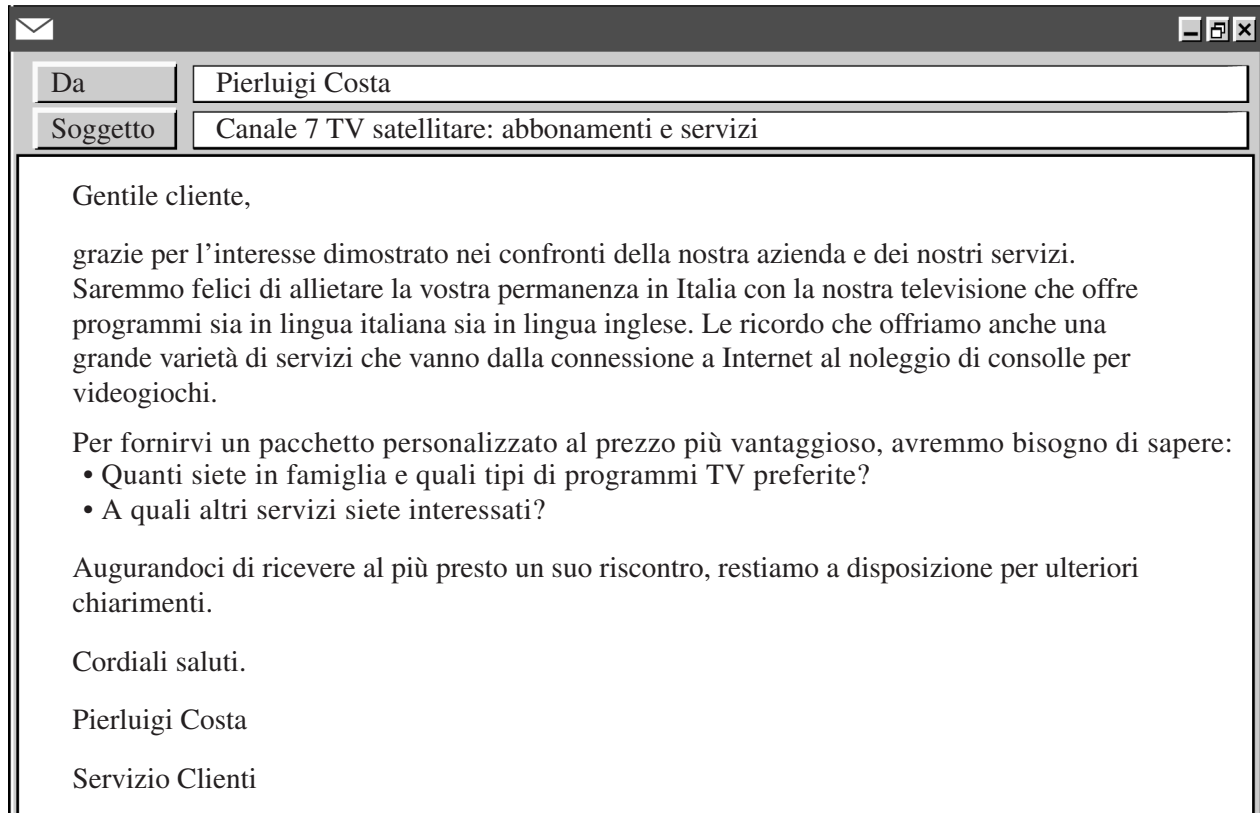 Da Pierluigi Costa
Soggetto Canale 7 TV satellitare: abbonamenti e servizi
Gentile cliente,
grazie per l’interesse dimostrato nei confronti della nostra azienda e dei nostri servizi.
Saremmo felici di allietare la vostra permanenza in Italia con la nostra televisione che offre
programmi sia in lingua italiana sia in lingua inglese. Le ricordo che offriamo anche una
grande varietà di servizi che vanno dalla connessione a Internet al noleggio di consolle per
videogiochi.
Per fornirvi un pacchetto personalizzato al prezzo più vantaggioso, avremmo bisogno di sapere:
• Quanti siete in famiglia e quali tipi di programmi TV preferite?
• A quali altri servizi siete interessati?
Augurandoci di ricevere al più presto un suo riscontro, restiamo a disposizione per ulteriori
chiarimenti.
Cordiali saluti.
Pierluigi Costa
Servizio Clienti